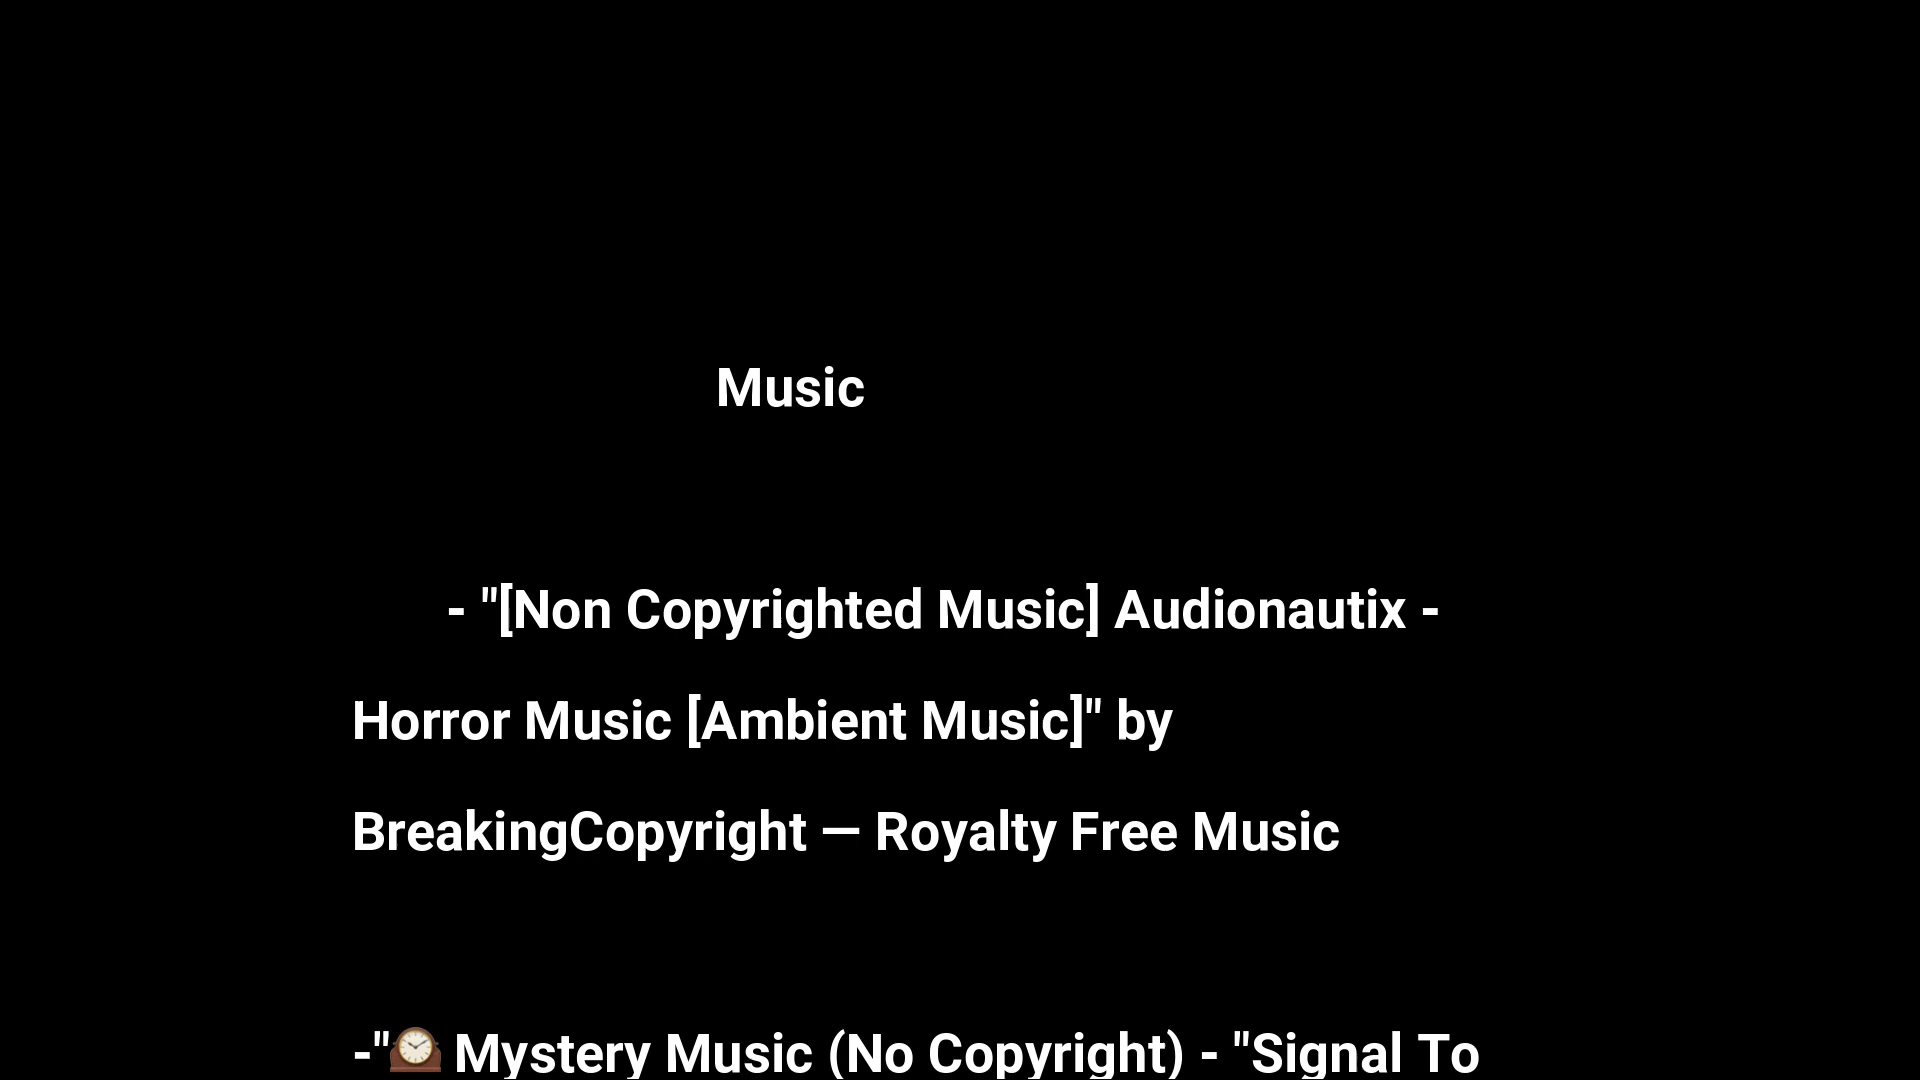 Music
- "[Non Copyrighted Music] Audionautix -
Horror Music [Ambient Music]" by
BreakingCopyright — Royalty Free Music
-"🕰️ Mystery Music (No Copyright) - "Signal To